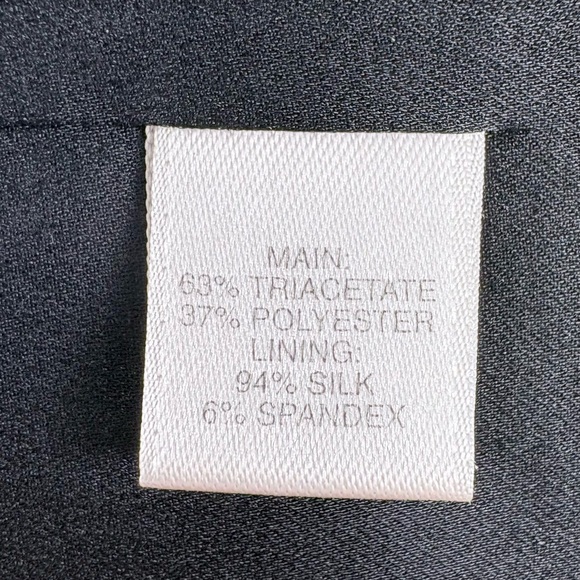 MAIN:
63% TRIACETATE
37% POLYESTER
LINING:
94% SILK
6% SPANDEX